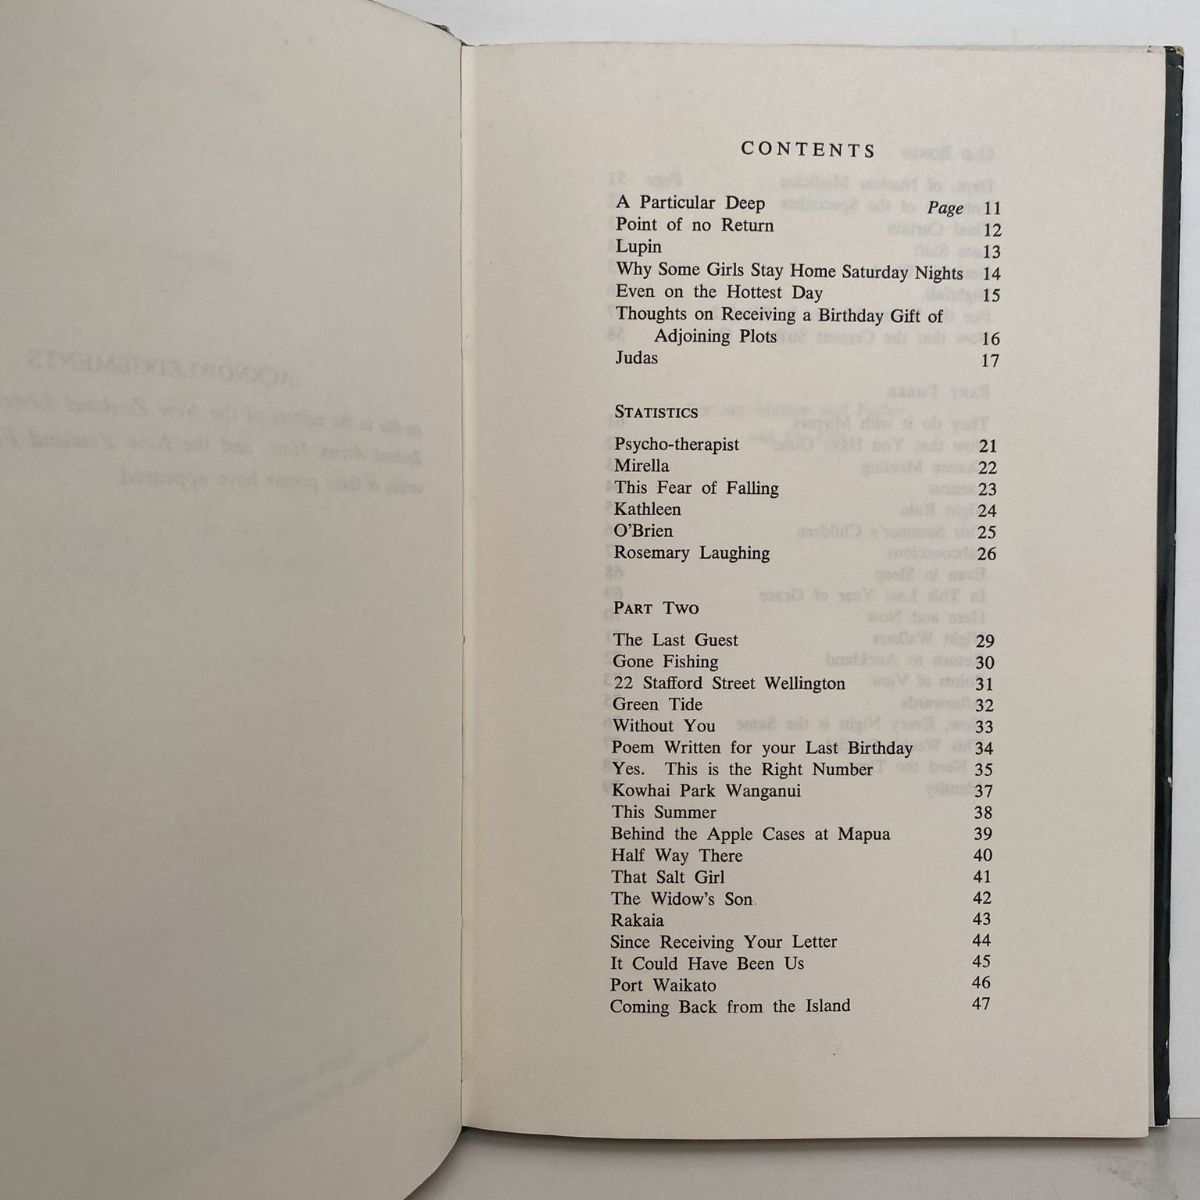 CONTENTS
A Particular Deep Page 11
Point of no Return 12
Lupin 13
Why Some Girls Stay Home Saturday Nights 14
Even on the Hottest Day 15
Thoughts on Receiving a Birthday Gift of
Adjoining Plots 16
Judas 17
STATISTICS
Psycho-therapist 21
Mirella 22
This Fear of Falling 23
Kathleen 24
O'Brien 25
Rosemary Laughing 26
PART TWO
The Last Guest 29
Gone Fishing 30
22 Stafford Street Wellington 31
Green Tide 32
Without You 33
Poem Written for your Last Birthday 34
Yes. This is the Right Number 35
Kowhai Park Wanganui 37
This Summer 38
Behind the Apple Cases at Mapua 39
Half Way There 40
That Salt Girl 41
The Widow's Son 42
Rakaia 43
Since Receiving Your Letter 44
It Could Have Been Us 45
Port Waikato 46
Coming Back from the Island 47